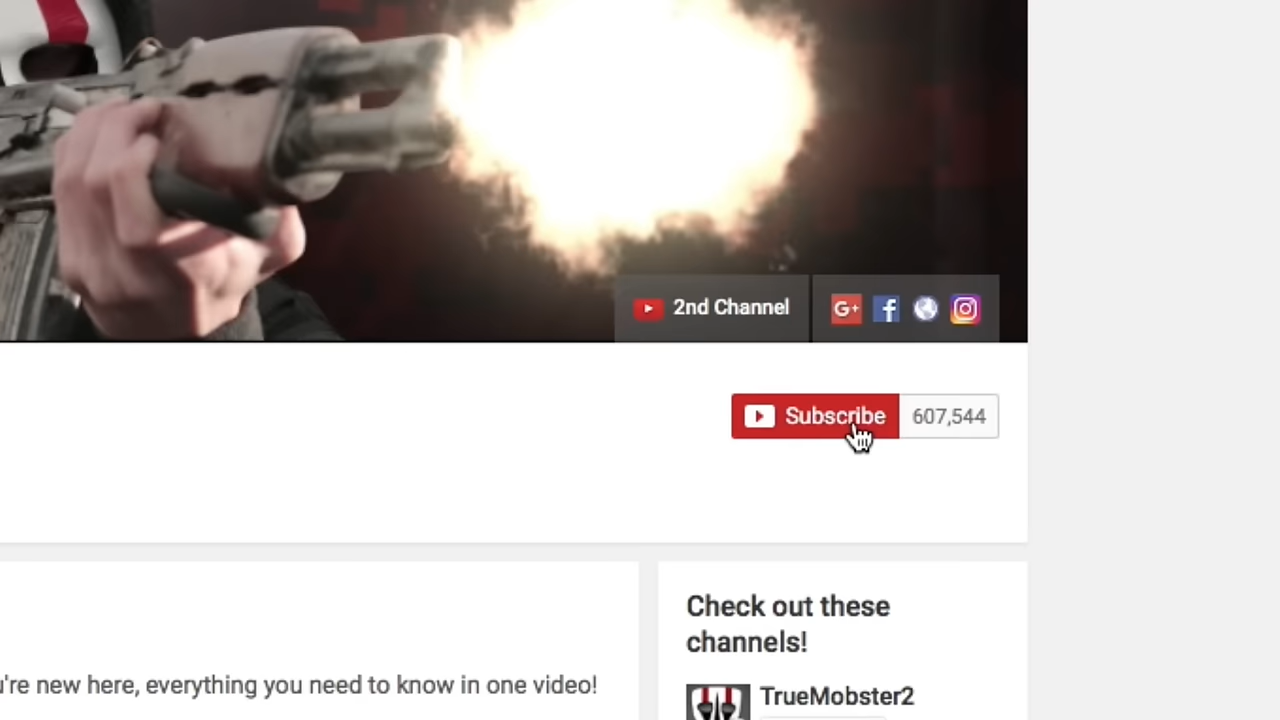 2nd Channel
G+
Subscribe 607,544
Check out these
channels!
u're new here, everything you need to know in one video!
TrueMobster2